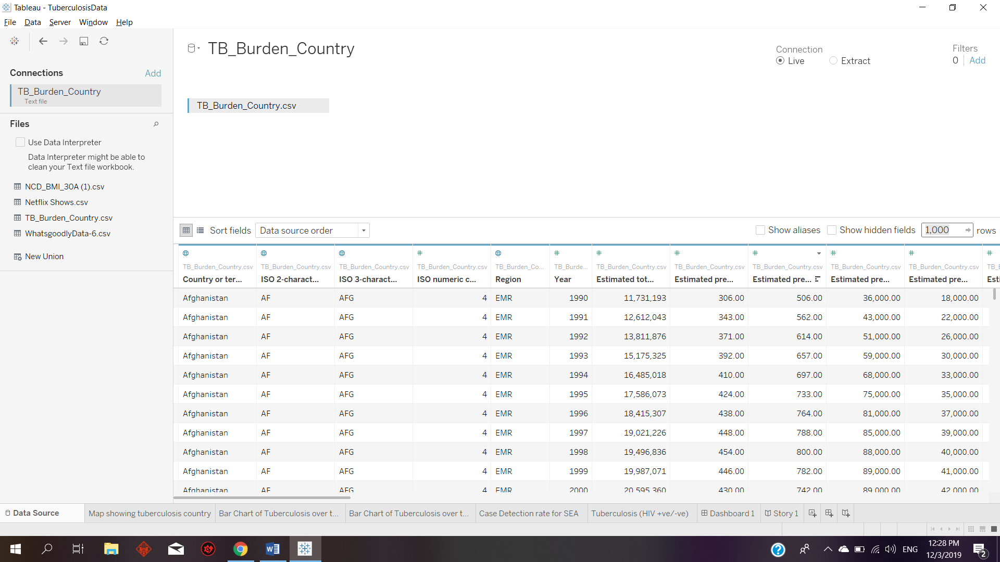 Tableau - TuberculosisData
File Data Server Window Help
TB_Burden_Country
Connection
Live Extract
Filters
0 Add
Connections Add
TB_Burden_Country
Text file
TB_Burden_Country.csv
Files
Use Data Interpreter
Data Interpreter might be able to
clean your Text file workbook.
NCD_BMI_30A (1).csv
Netflix Shows.csv
TB_Burden_Country.csv
WhatsgoodlyData-6.csv
New Union
Sort fields Data source order Show aliases Show hidden fields 1,000 rows
TB_Burden_Country.csv TB_Burden_Country.csv TB_Burden_Country.csv TB_Burden_Country.csv TB_Burden_Co... TB_Burde... TB_Burden_Country.csv TB_Burden_Country.csv TB_Burden_Country.csv TB_Burden_Country.csv TB_Burden_Country.csv TB_B
Country or ter... ISO 2-charact... ISO 3-charact... ISO numeric c... Region Year Estimated tot... Estimated pre... Estimated pre... Estimated pre... Estimated pre... Esti
Afghanistan AF AFG 4 EMR 1990 11,731,193 306.00 506.00 36,000.00 18,000.00
Afghanistan AF AFG 4 EMR 1991 12,612,043 343.00 562.00 43,000.00 22,000.00
Afghanistan AF AFG 4 EMR 1992 13,811,876 371.00 614.00 51,000.00 26,000.00
Afghanistan AF AFG 4 EMR 1993 15,175,325 392.00 657.00 59,000.00 30,000.00
Afghanistan AF AFG 4 EMR 1994 16,485,018 410.00 697.00 68,000.00 33,000.00
Afghanistan AF AFG 4 EMR 1995 17,586,073 424.00 733.00 75,000.00 35,000.00
Afghanistan AF AFG 4 EMR 1996 18,415,307 438.00 764.00 81,000.00 37,000.00
Afghanistan AF AFG 4 EMR 1997 19,021,226 448.00 788.00 85,000.00 39,000.00
Afghanistan AF AFG 4 EMR 1998 19,496,836 454.00 800.00 88,000.00 40,000.00
Afghanistan AF AFG 4 EMR 1999 19,987,071 446.00 782.00 89,000.00 41,000.00
Afghanistan AF AFG 4 EMR 2000 20,595,360 430.00 742.00 89,000.00 42,000.00
Data Source Map showing tuberculosis country Bar Chart of Tuberculosis over t... Bar Chart of Tuberculosis over t... Case Detection rate for SEA Tuberculosis (HIV +ve/-ve) Dashboard 1 Story 1
ENG
12:28 PM
12/3/2019
2